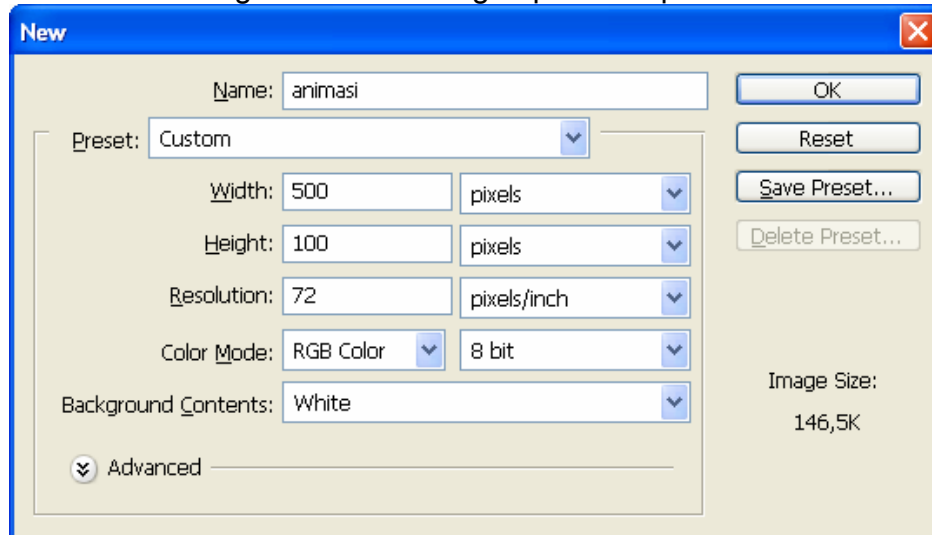 New
Name: animasi
OK
Preset: Custom
Reset
Width: 500 pixels
Save Preset...
Height: 100 pixels
Delete Preset...
Resolution: 72 pixels/inch
Color Mode: RGB Color 8 bit
Image Size:
Background Contents: White
146,5K
Advanced